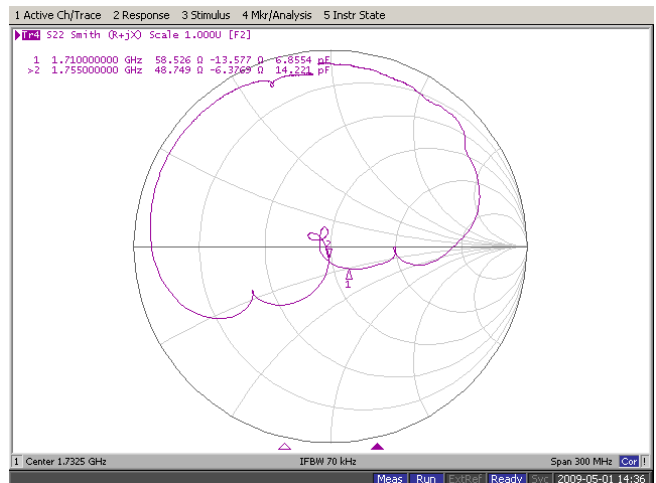 1 Active Ch/Trace 2 Response 3 Stimulus 4 Mkr/Analysis 5 Instr State
Tr4 S22 Smith (R+jX) Scale 1.000U [F2]
1 1.710000000 GHz 58.526 Ω -13.577 Ω 6.8554 pF
>2 1.755000000 GHz 48.749 Ω -6.3769 Ω 14.221 pF
2
1
1 Center 1.7325 GHz IFBW 70 kHz Span 300 MHz Cor !
Meas Run ExtRef Ready Svc 2009-05-01 14:36